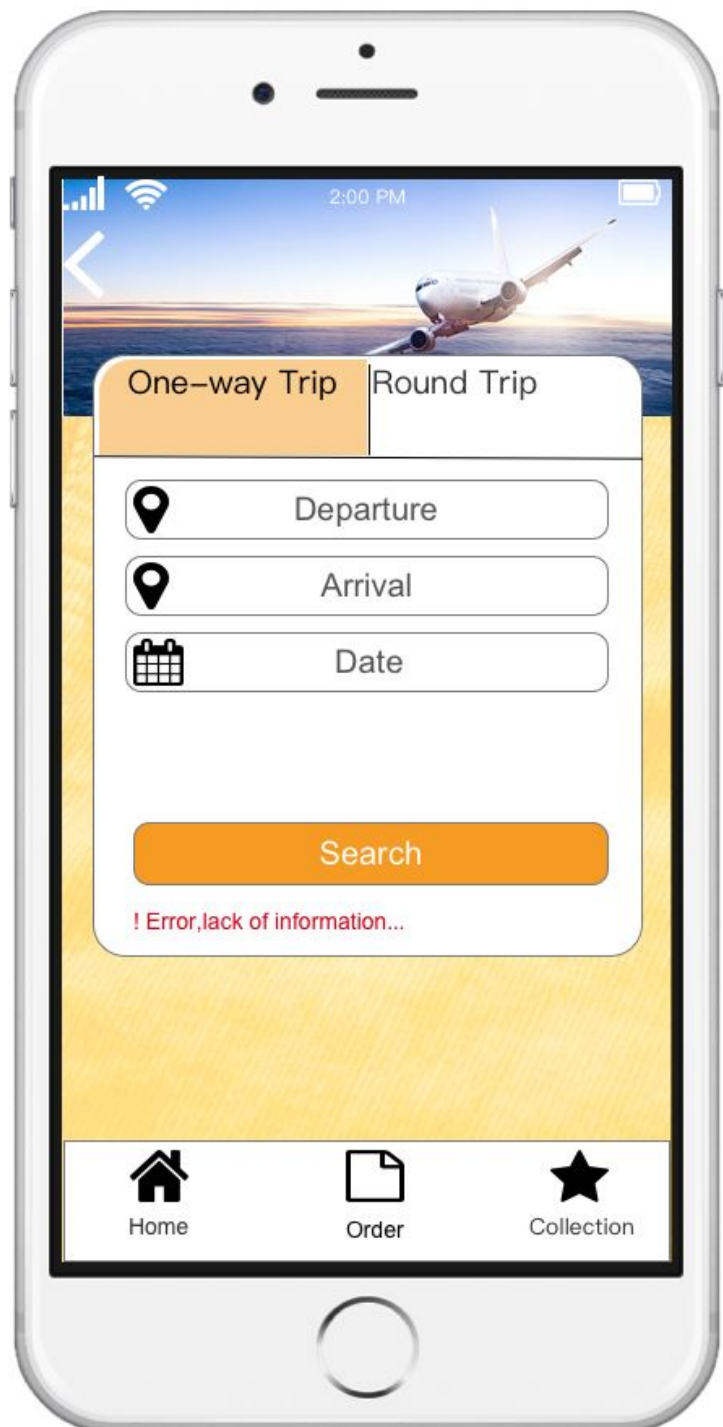 2:00 PM
One-way Trip Round Trip
Departure
Arrival
Date
Search
! Error,lack of information...
Home Order Collection